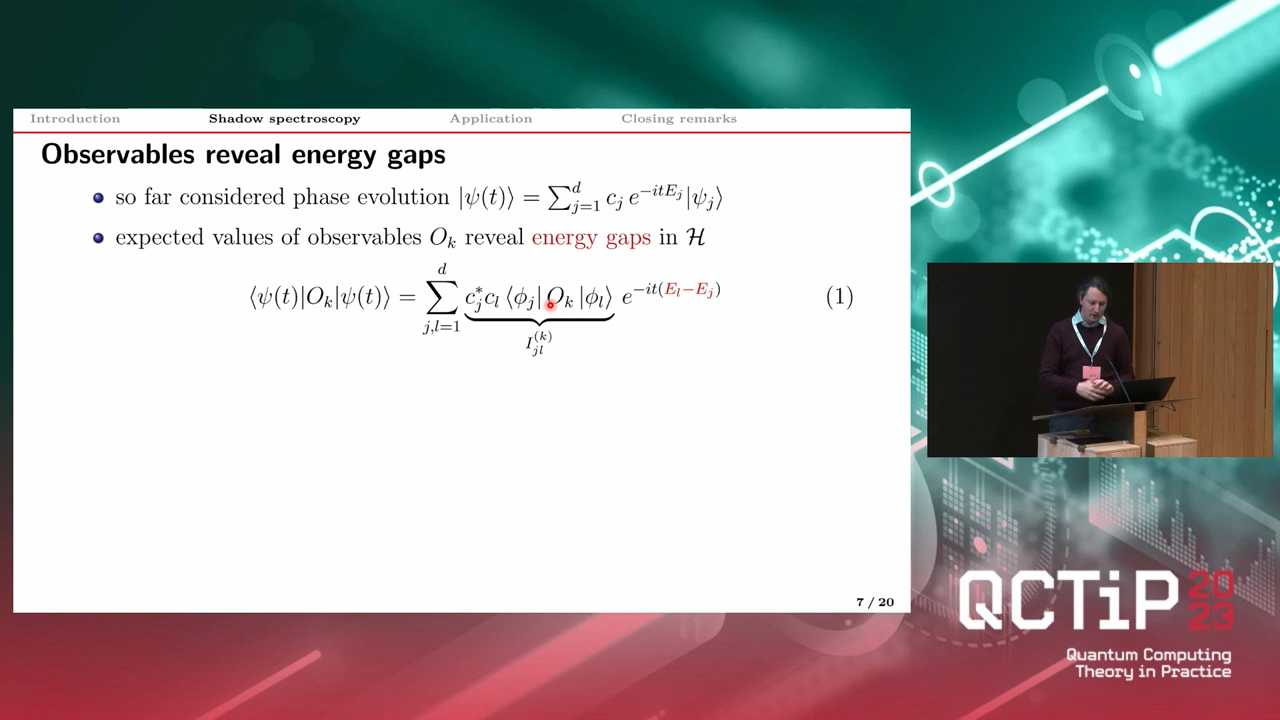 Introduction Shadow spectroscopy Application Closing remarks
Observables reveal energy gaps
so far considered phase evolution |ψ(t)⟩ = ∑_{j=1}^{d} c_j e^{-itE_j}|ψ_j⟩
expected values of observables O_k reveal energy gaps in ℋ
⟨ψ(t)|O_k|ψ(t)⟩ = ∑_{j,l=1}^{d} c_j^* c_l ⟨ϕ_j| O_k |ϕ_l⟩ e^{-it(E_l−E_j)} (1)
I_{jl}^{(k)}
7 / 20
QCTiP 20
23
Quantum Computing
Theory in Practice